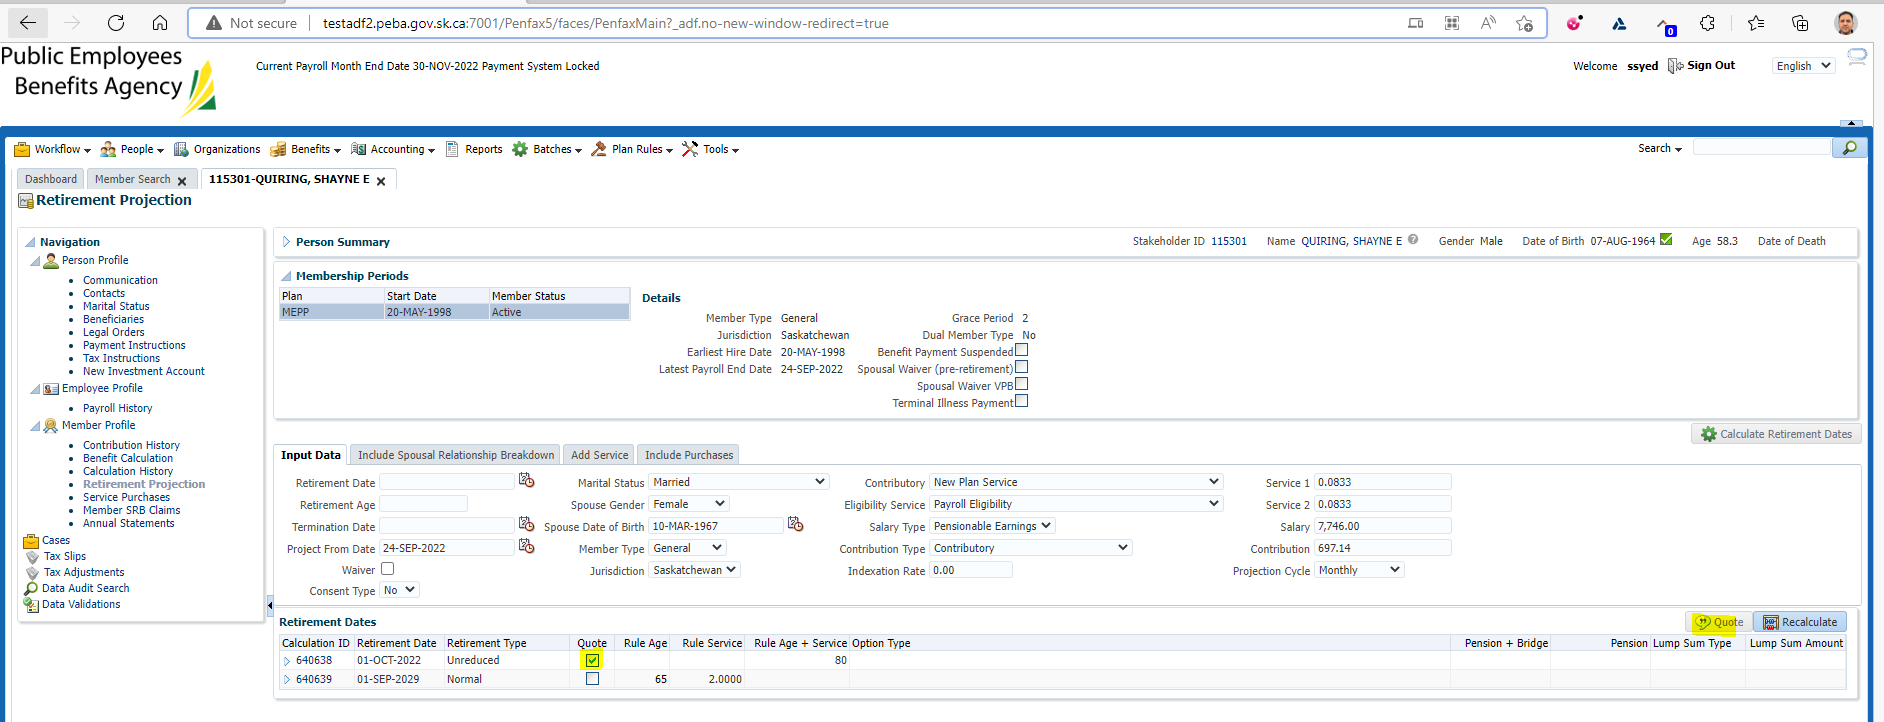 Not secure testadf2.peba.gov.sk.ca:7001/Penfax5/faces/PenfaxMain?_adf.no-new-window-redirect=true
0
Public Employees
Benefits Agency
Current Payroll Month End Date 30-NOV-2022 Payment System Locked
Welcome ssyed Sign Out English
Workflow People Organizations Benefits Accounting Reports Batches Plan Rules Tools Search
Dashboard Member Search 115301-QUIRING, SHAYNE E
Retirement Projection
Navigation
Person Profile
Communication
Contacts
Marital Status
Beneficiaries
Legal Orders
Payment Instructions
Tax Instructions
New Investment Account
Employee Profile
Payroll History
Member Profile
Contribution History
Benefit Calculation
Calculation History
Retirement Projection
Service Purchases
Member SRB Claims
Annual Statements
Cases
Tax Slips
Tax Adjustments
Data Audit Search
Data Validations
Person Summary Stakeholder ID 115301 Name QUIRING, SHAYNE E Gender Male Date of Birth 07-AUG-1964 Age 58.3 Date of Death
Membership Periods
Plan Start Date Member Status
MEPP 20-MAY-1998 Active
Details
Member Type General Grace Period 2
Jurisdiction Saskatchewan Dual Member Type No
Earliest Hire Date 20-MAY-1998 Benefit Payment Suspended
Latest Payroll End Date 24-SEP-2022 Spousal Waiver (pre-retirement)
Spousal Waiver VPB
Terminal Illness Payment
Calculate Retirement Dates
Input Data Include Spousal Relationship Breakdown Add Service Include Purchases
Retirement Date Marital Status Married Contributory New Plan Service Service 1 0.0833
Retirement Age Spouse Gender Female Eligibility Service Payroll Eligibility Service 2 0.0833
Termination Date Spouse Date of Birth 10-MAR-1967 Salary Type Pensionable Earnings Salary 7,746.00
Project From Date 24-SEP-2022 Member Type General Contribution Type Contributory Contribution 697.14
Waiver Jurisdiction Saskatchewan Indexation Rate 0.00 Projection Cycle Monthly
Consent Type No
Retirement Dates Quote Recalculate
Calculation ID Retirement Date Retirement Type Quote Rule Age Rule Service Rule Age + Service Option Type Pension + Bridge Pension Lump Sum Type Lump Sum Amount
640638 01-OCT-2022 Unreduced 80
640639 01-SEP-2029 Normal 65 2.0000